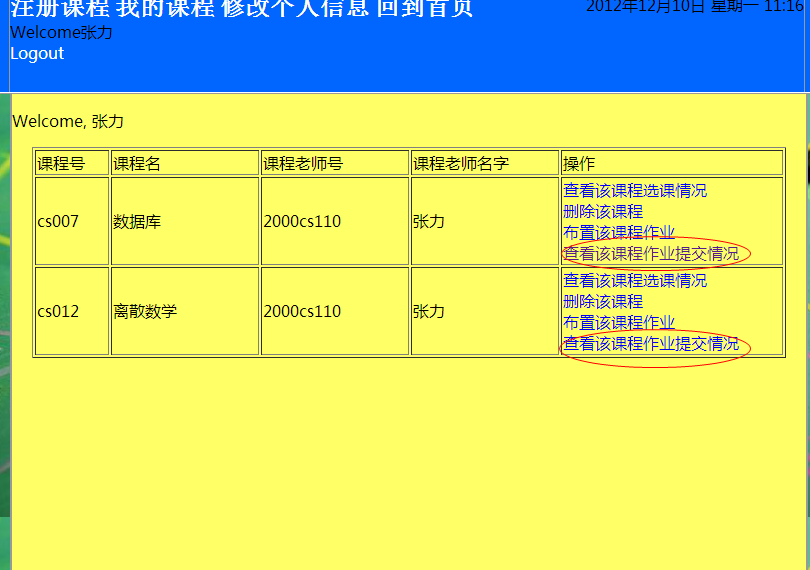 注册课程 我的课程 修改个人信息 回到首页
2012年12月10日 星期一 11:16
Welcome张力
Logout
Welcome, 张力
课程号 课程名 课程老师号 课程老师名字 操作
cs007 数据库 2000cs110 张力
查看该课程选课情况
删除该课程
布置该课程作业
查看该课程作业提交情况
cs012 离散数学 2000cs110 张力
查看该课程选课情况
删除该课程
布置该课程作业
查看该课程作业提交情况